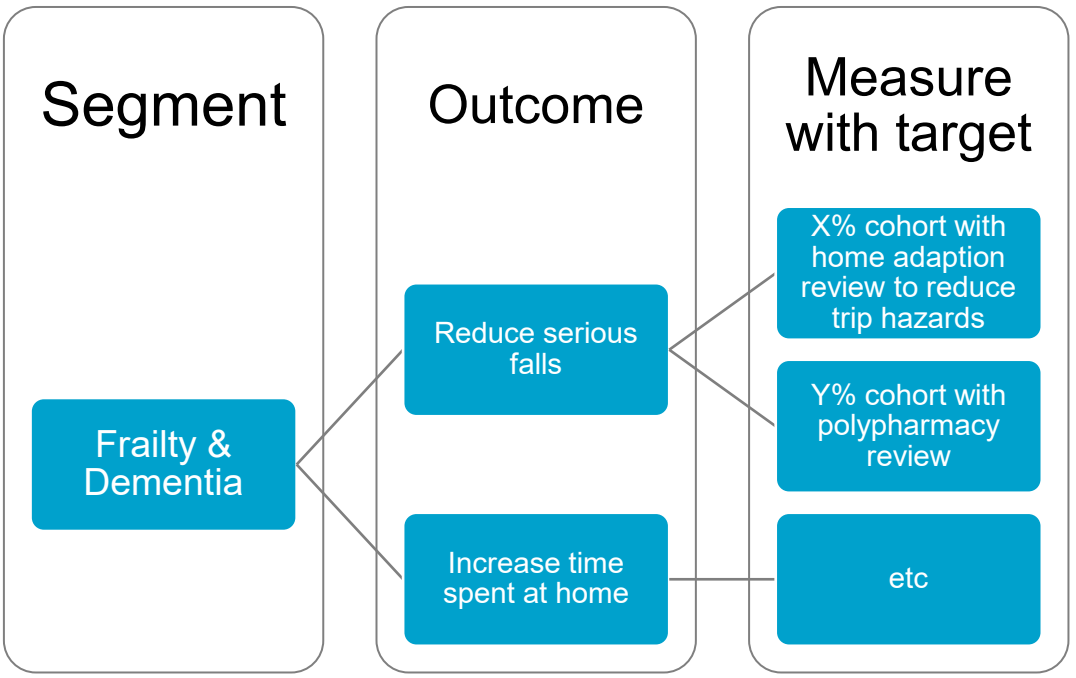 Segment
Outcome
Measure
with target
Frailty &
Dementia
Reduce serious
falls
Increase time
spent at home
X% cohort with
home adaption
review to reduce
trip hazards
Y% cohort with
polypharmacy
review
etc